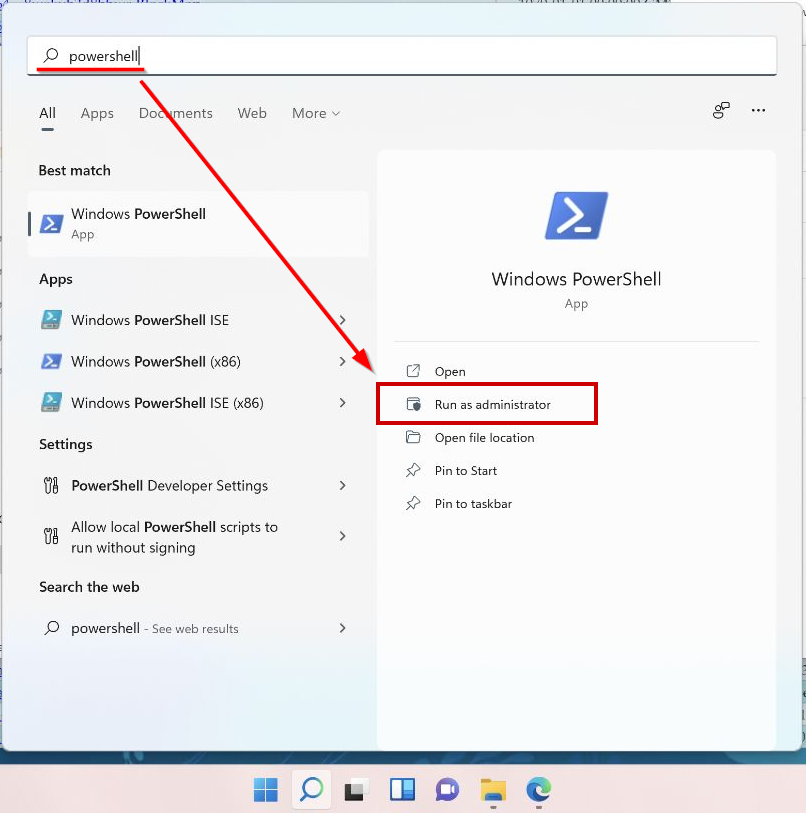 powershell
All Apps Documents Web More
Best match
Windows PowerShell
App
Apps
Windows PowerShell ISE
Windows PowerShell (x86)
Windows PowerShell ISE (x86)
Settings
PowerShell Developer Settings
Allow local PowerShell scripts to
run without signing
Search the web
powershell - See web results
Windows PowerShell
App
Open
Run as administrator
Open file location
Pin to Start
Pin to taskbar